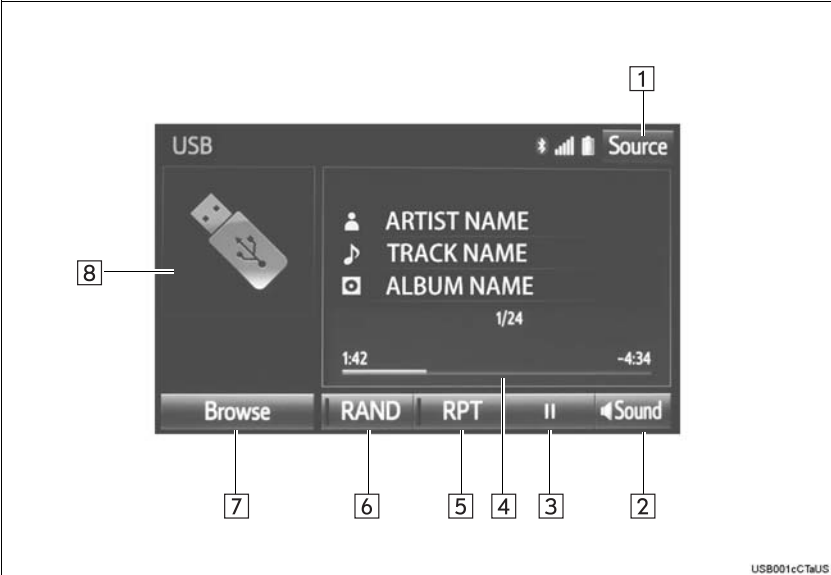 1
USB Source
ARTIST NAME
TRACK NAME
8
ALBUM NAME
1/24
1:42 -4:34
Browse RAND RPT II Sound
7 6 5 4 3 2
USB001cCTaUS